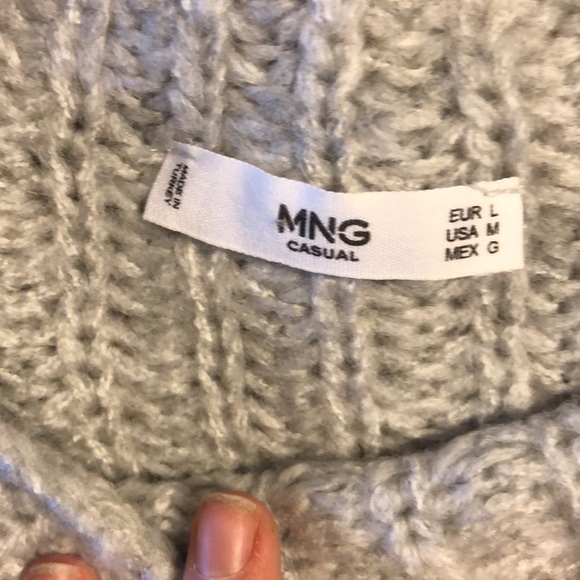 MADE IN
TURKEY
MNG
CASUAL
EUR L
USA M
MEX G